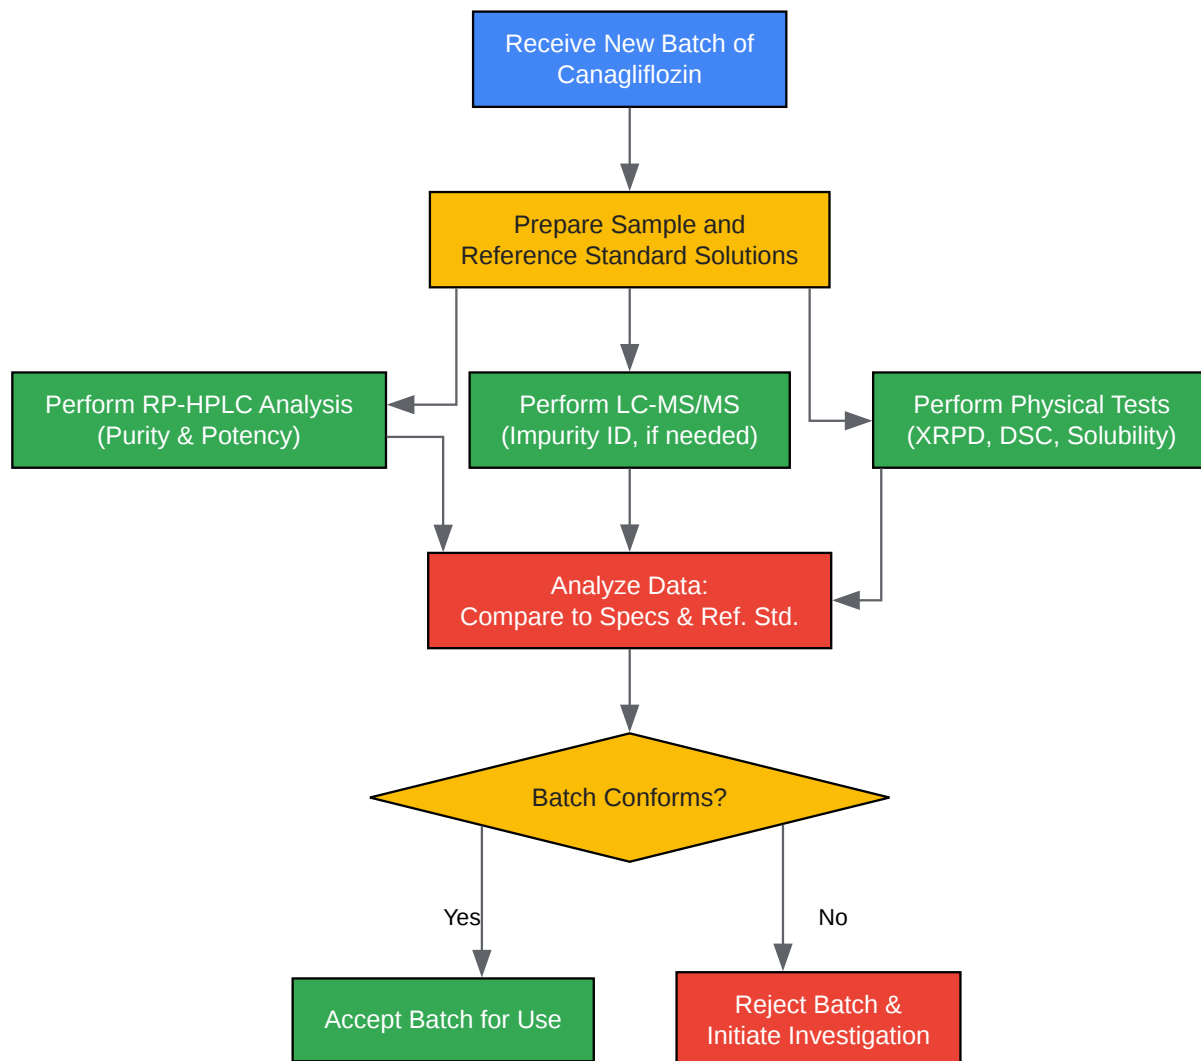 Receive New Batch of
Canagliflozin
Prepare Sample and
Reference Standard Solutions
Perform RP-HPLC Analysis
(Purity & Potency)
Perform LC-MS/MS
(Impurity ID, if needed)
Perform Physical Tests
(XRPD, DSC, Solubility)
Analyze Data:
Compare to Specs & Ref. Std.
Batch Conforms?
Yes
No
Accept Batch for Use
Reject Batch &
Initiate Investigation